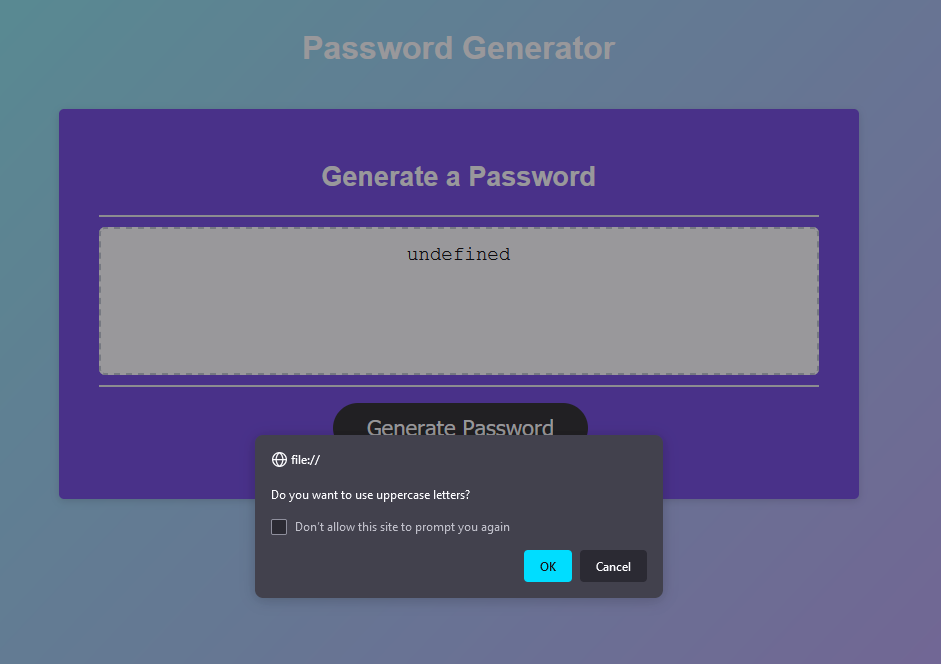 Password Generator
Generate a Password
undefined
Generate Password
file://
Do you want to use uppercase letters?
Don't allow this site to prompt you again
OK
Cancel